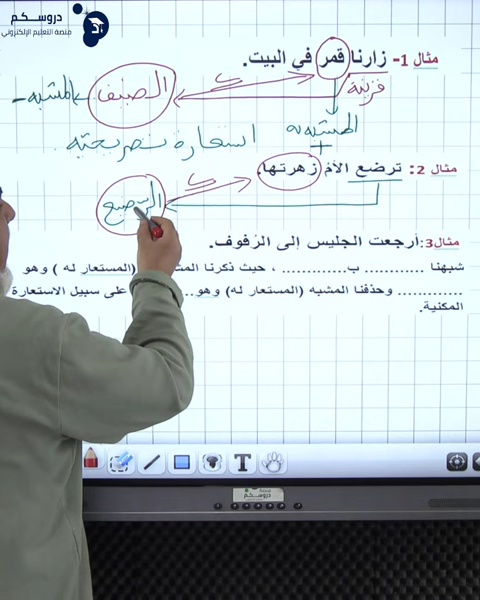 دروسكم
منصة التعليم الإلكتروني
مثال 1- زارنا قمر في البيت.
المشبه ← الضيف ك قرينة
المشبه به
استعارة تصريحية
مثال 2: ترضع الأم زهرتها.
الرضيع ك
مثال3: أرجعت الجليس إلى الرفوف.
شبهنا ............ ب............. ، حيث ذكرنا (المستعار له ) وهو
............ وحذفنا المشبه (المستعار له) وهو... على سبيل الاستعارة
المكنية.
T
دروسكم